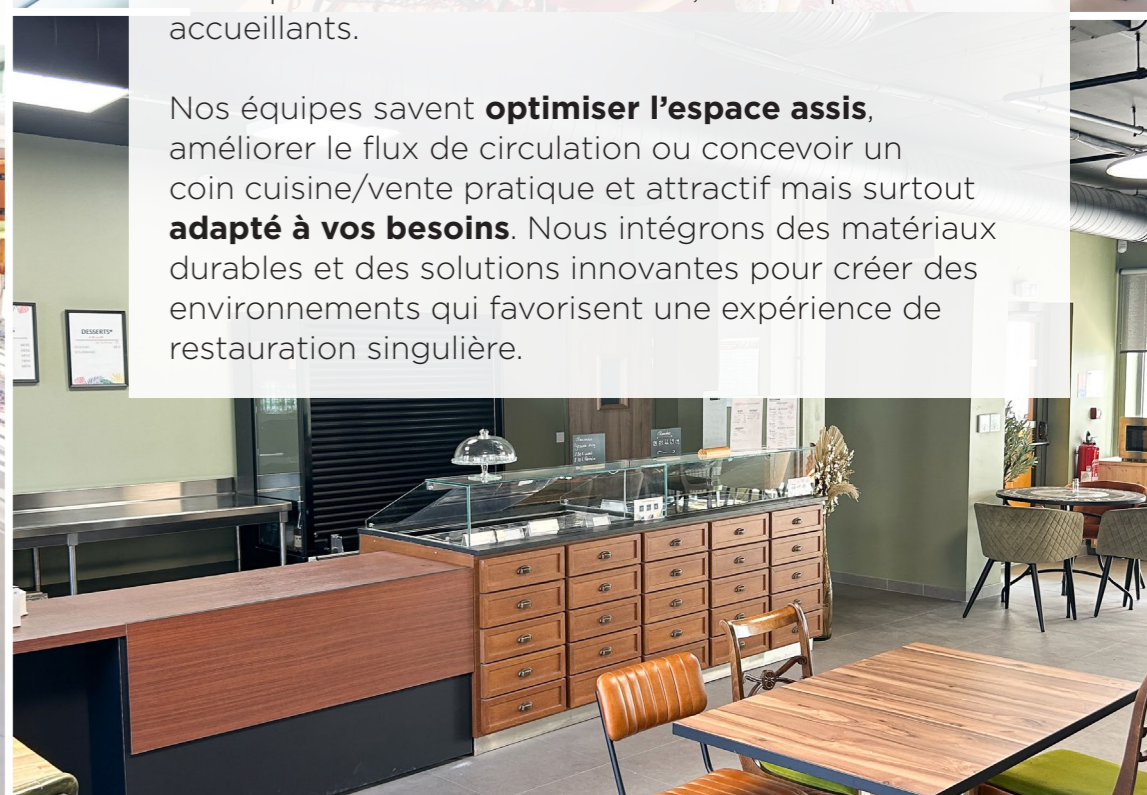 accueillants.
Nos équipes savent optimiser l’espace assis,
améliorer le flux de circulation ou concevoir un
coin cuisine/vente pratique et attractif mais surtout
adapté à vos besoins. Nous intégrons des matériaux
durables et des solutions innovantes pour créer des
environnements qui favorisent une expérience de
restauration singulière.
DESSERTS*